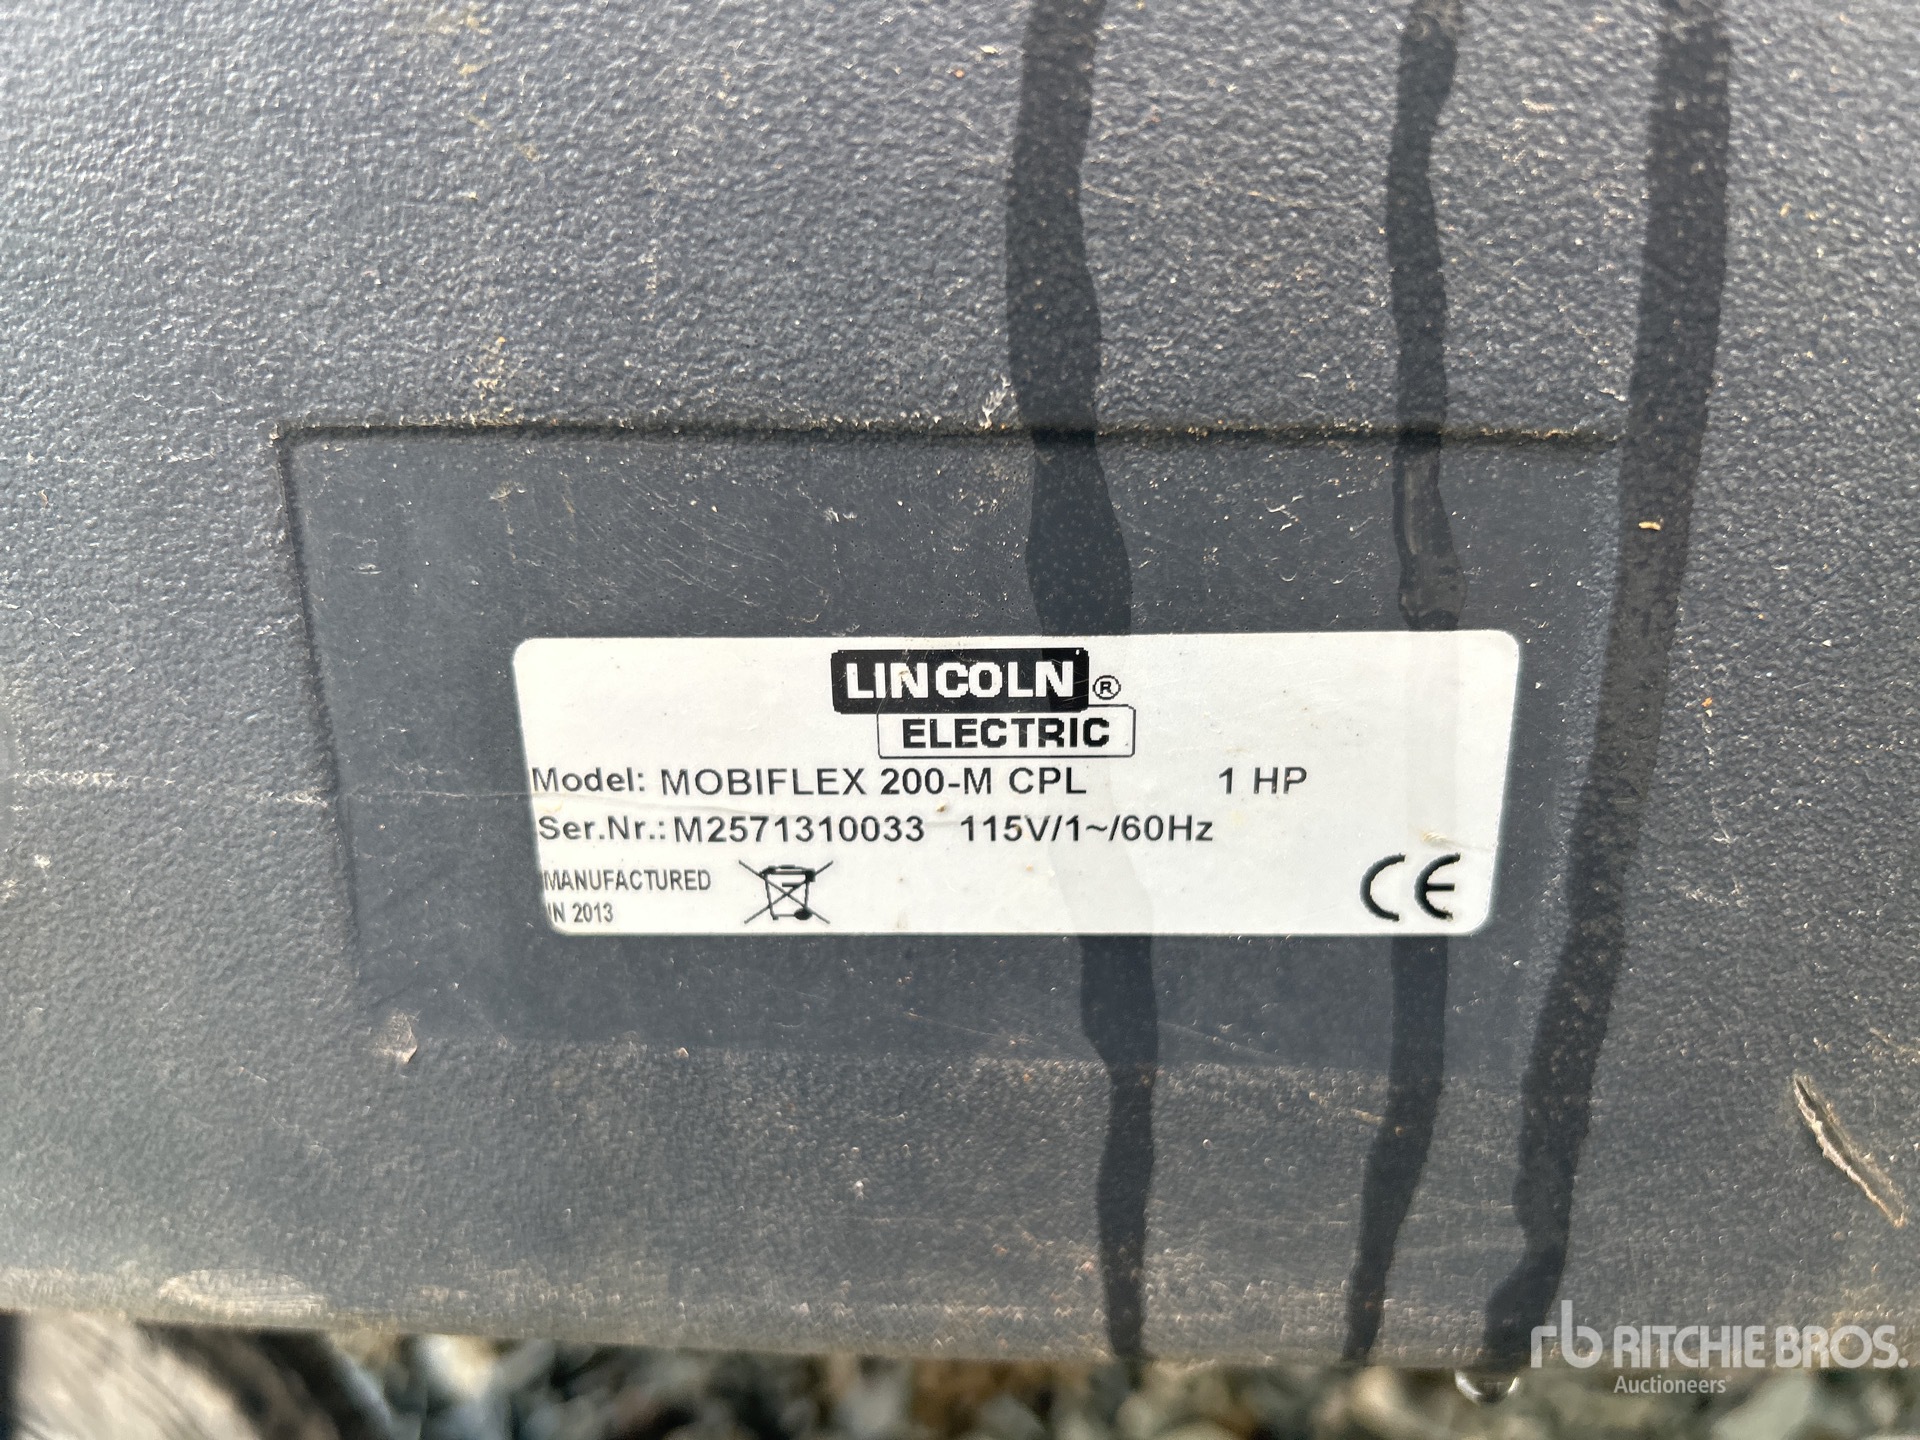 LINCOLN ®
ELECTRIC
Model: MOBIFLEX 200-M CPL 1 HP
Ser.Nr.: M2571310033 115V/1~/60Hz
MANUFACTURED
IN 2013
CE
rb RITCHIE BROS.
Auctioneers